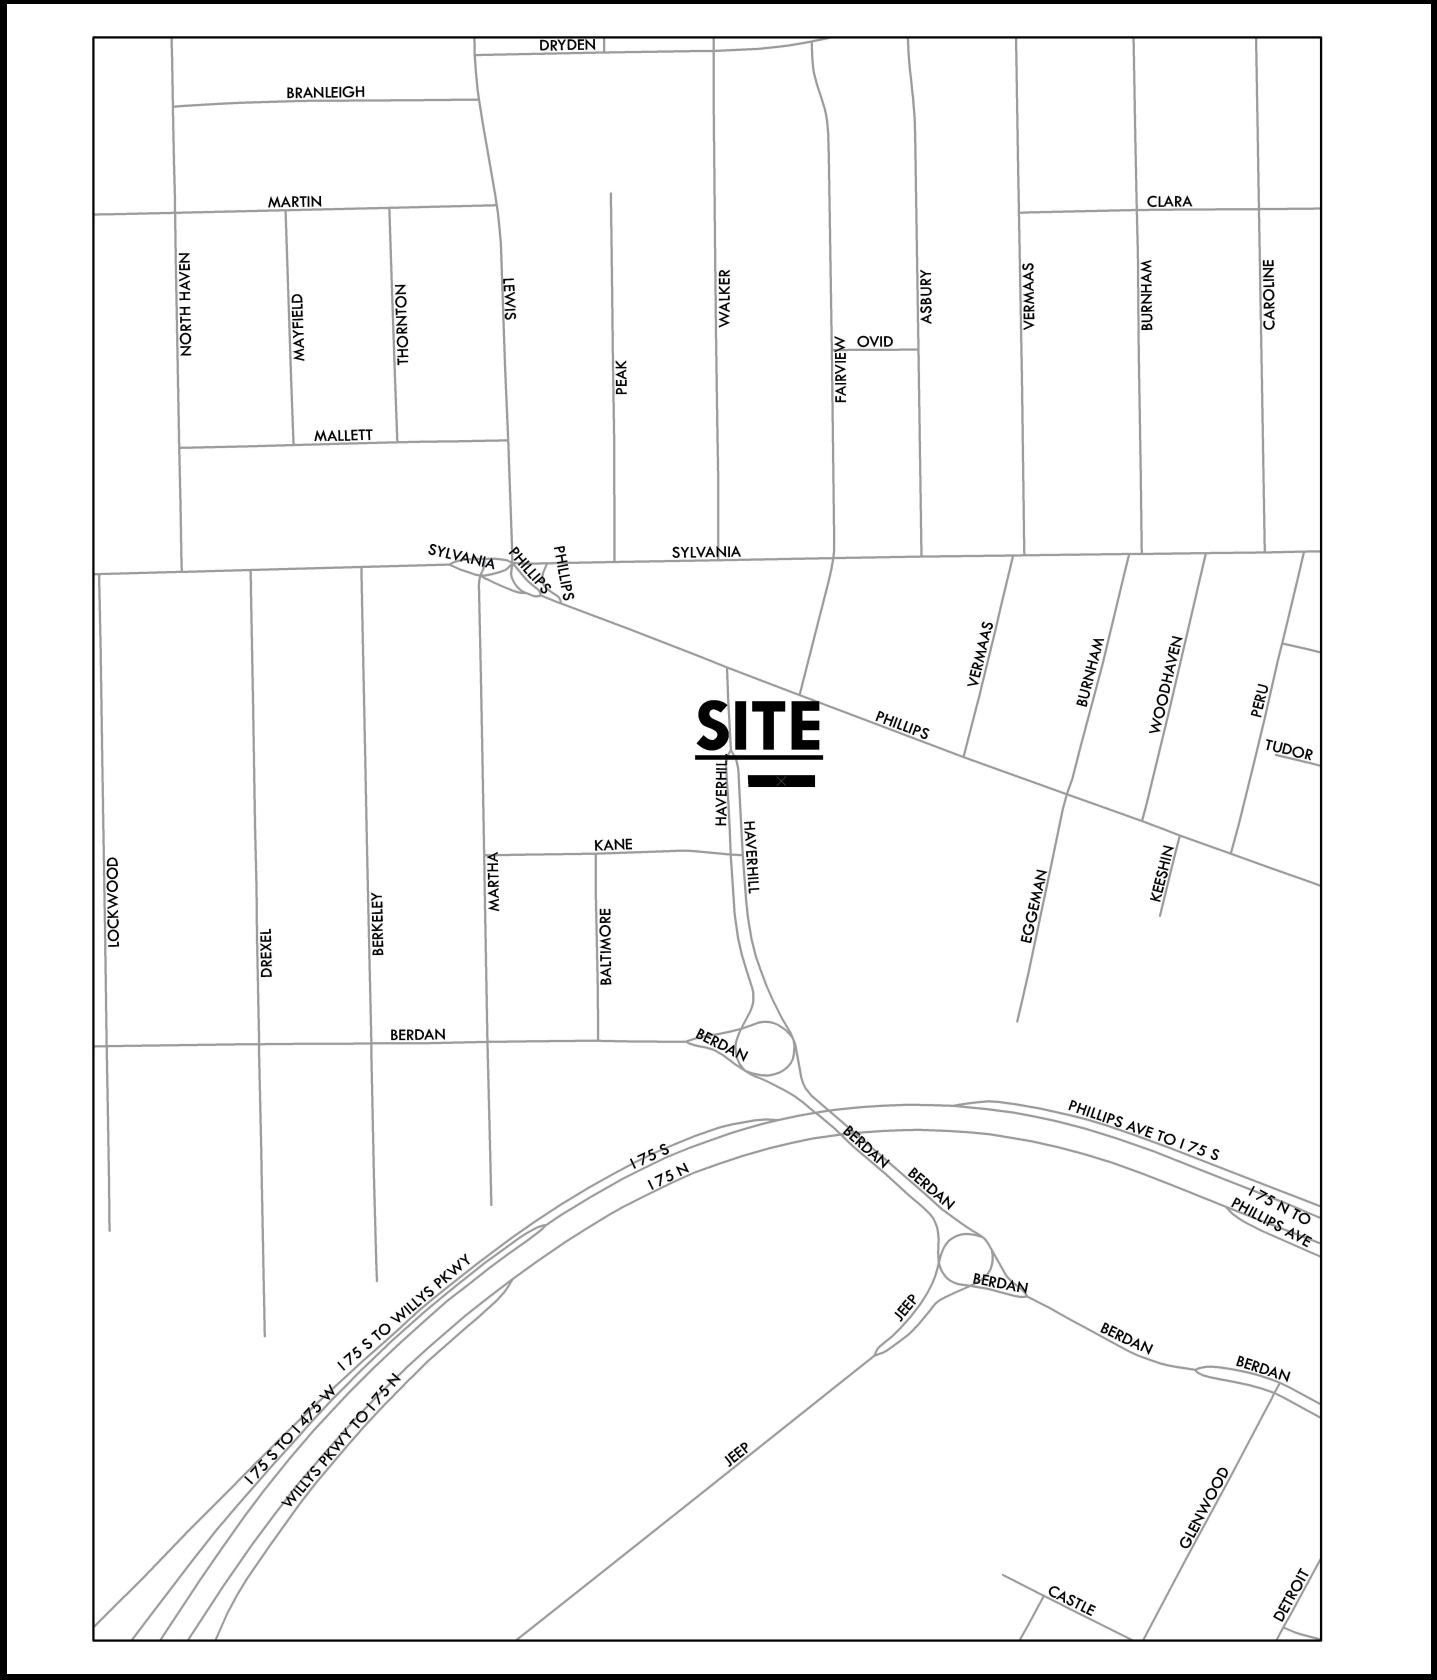 DRYDEN
BRANLEIGH
MARTIN
CLARA
NORTH HAVEN
MAYFIELD
THORNTON
LEWIS
PEAK
WALKER
FAIRVIEW
OVID
ASBURY
VERMAAS
BURNHAM
CAROLINE
MALLETT
SYLVANIA
PHILLIPS
PHILLIPS
SYLVANIA
VERMAAS
BURNHAM
WOODHAVEN
PERU
TUDOR
PHILLIPS
SITE
HAVERHILL
HAVERHILL
KANE
MARTHA
LOCKWOOD
DREXEL
BERKELEY
BALTIMORE
EGGEMAN
KEESHIN
BERDAN
BERDAN
PHILLIPS AVE TO I 75 S
I 75 S
I 75 N
BERDAN
BERDAN
I 75 N TO
PHILLIPS AVE
BERDAN
JEEP
I 75 S TO WILLYS PKWY
BERDAN
BERDAN
I 75 S TO I 475 W
WILLYS PKWY TO I 75 N
JEEP
GLENWOOD
CASTLE
DETROIT